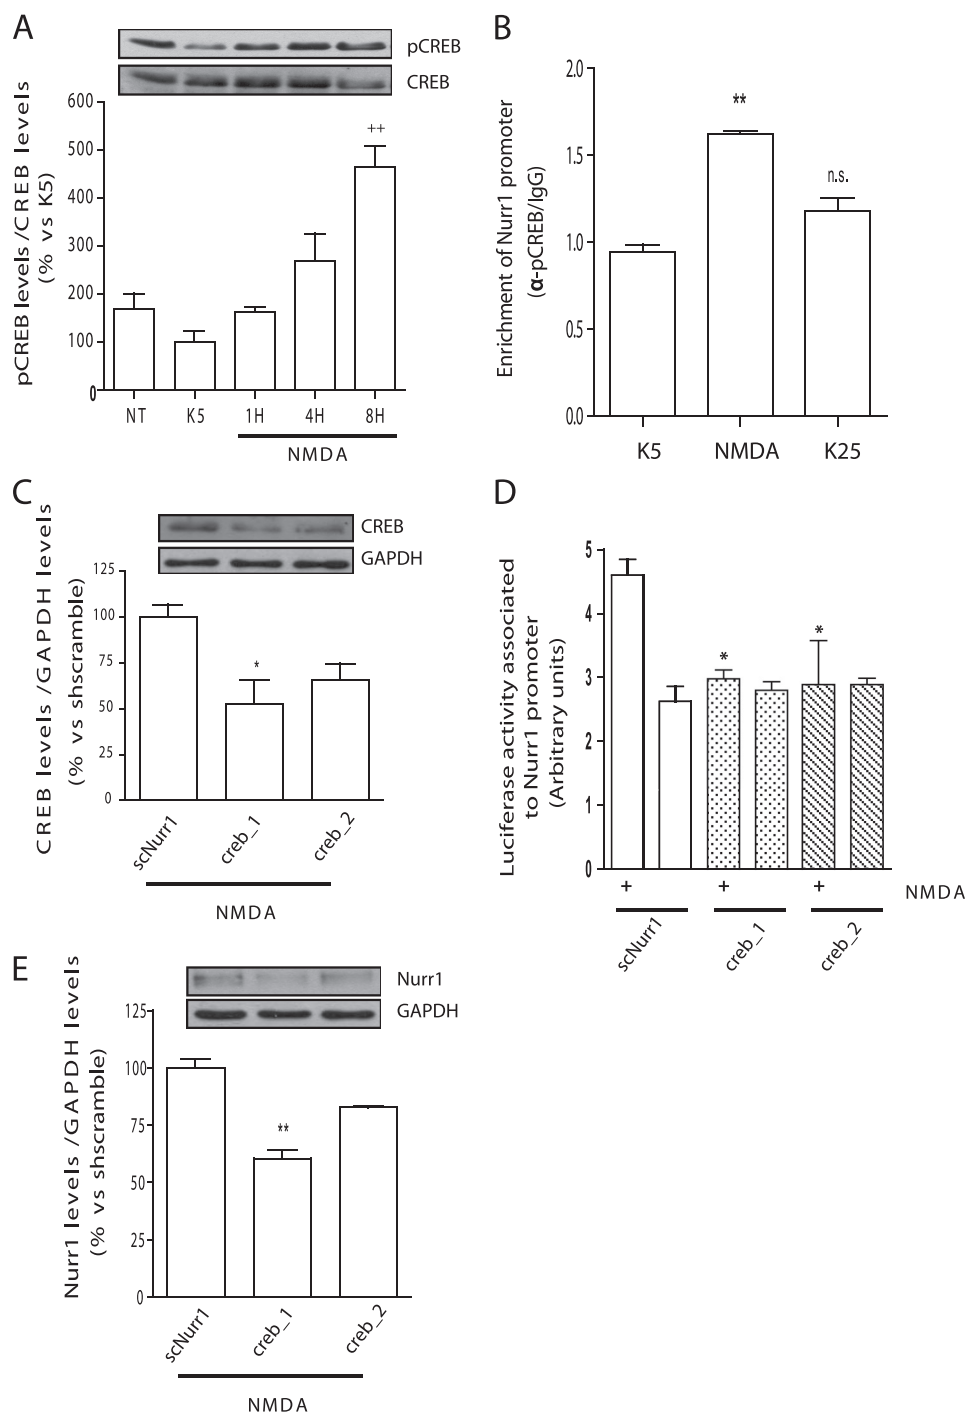 A
pCREB
CREB
pCREB levels/CREB levels
(% vs K5)
600
500
400
300
200
100
0
++
NT K5 1H 4H 8H
NMDA
B
Enrichment of Nurr1 promoter
(α-pCREB/IgG)
2.0
1.5
1.0
0.5
0.0
**
n.s.
K5 NMDA K25
C
CREB
GAPDH
CREB levels /GAPDH levels
(% vs shscramble)
125
100
75
50
25
0
*
scNurr1 creb_1 creb_2
NMDA
D
Luciferase activity associated
to Nurr1 promoter
(Arbitrary units)
5
4
3
2
1
0
* *
+ + + NMDA
scNurr1 creb_1 creb_2
E
Nurr1
GAPDH
Nurr1 levels /GAPDH levels
(% vs shscramble)
125
100
75
50
25
0
**
scNurr1 creb_1 creb_2
NMDA